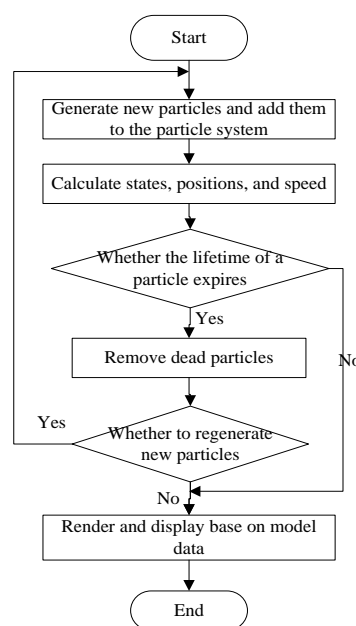 Start
Generate new particles and add them
to the particle system
Calculate states, positions, and speed
Whether the lifetime of a
particle expires
Yes
No
Remove dead particles
Yes
Whether to regenerate
new particles
No
Render and display base on model
data
End